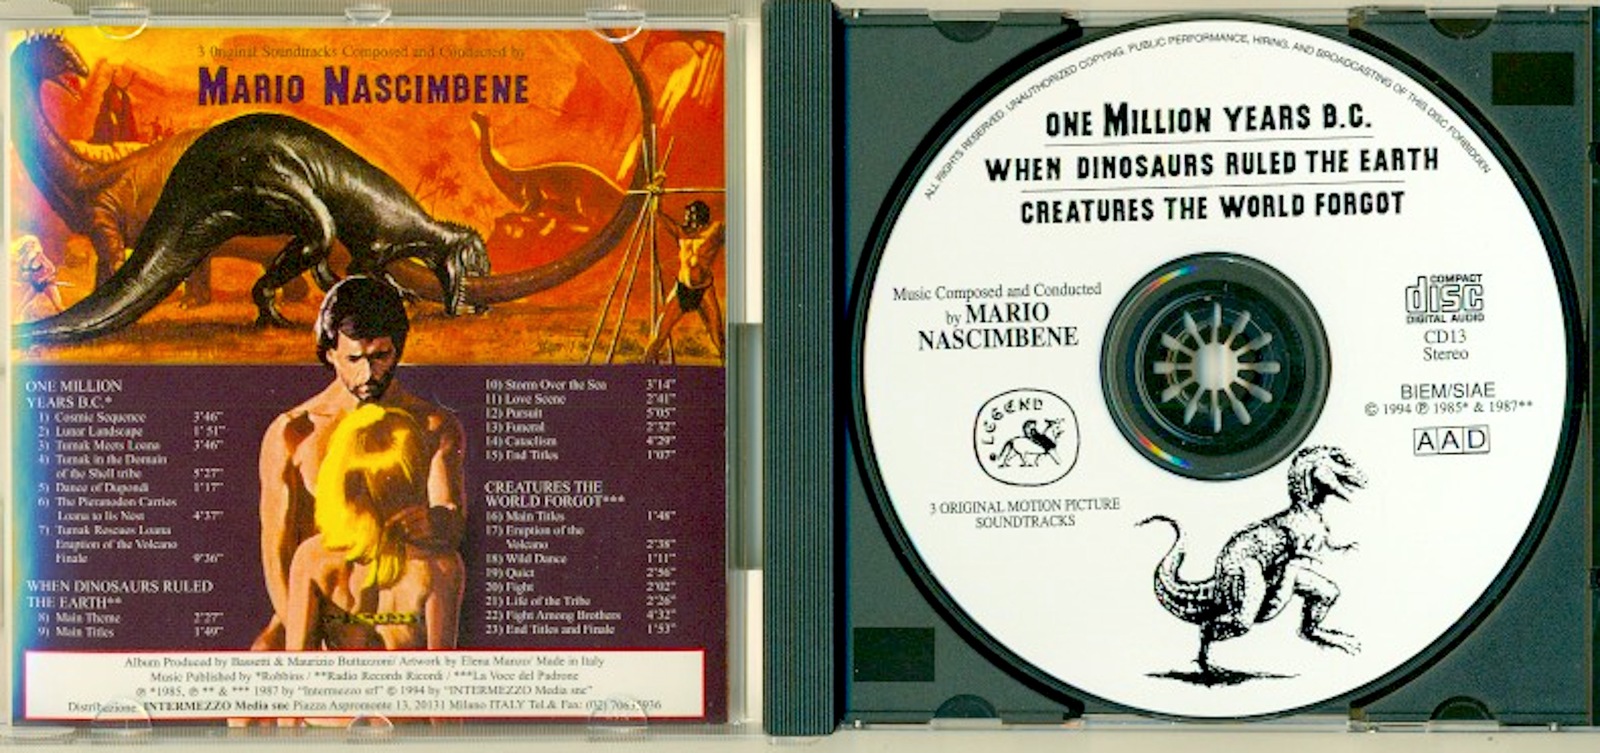 3 Original Soundtracks Composed and Conducted by
MARIO NASCIMBENE
ONE MILLION
YEARS B.C.*
1) Cosmic Sequence 3'46"
2) Lunar Landscape 1'51"
3) Tumak Meets Loana 3'46"
4) Tumak in the Domain
of the Shell tribe 5'27"
5) Dance of Dupondi 1'17"
6) The Pteranodon Carries
Loana to Its Nest 4'37"
7) Tumak Rescues Loana
Eruption of the Volcano
Finale 9'36"
WHEN DINOSAURS RULED
THE EARTH**
8) Main Theme 2'27"
9) Main Titles 1'49"
10) Storm Over the Sea 3'14"
11) Love Scene 2'41"
12) Pursuit 5'05"
13) Funeral 2'32"
14) Cataclism 4'29"
15) End Titles 1'07"
CREATURES THE
WORLD FORGOT***
16) Main Titles 1'48"
17) Eruption of the
Volcano 2'38"
18) Wild Dance 1'11"
19) Quiet 2'56"
20) Fight 2'02"
21) Life of the Tribe 2'26"
22) Fight Among Brothers 4'32"
23) End Titles and Finale 1'53"
Album Produced by Bassetti & Maurizio Buttazzoni/ Artwork by Elena Manzo/ Made in Italy
Music Published by *Robbins / **Radio Records Ricordi / ***La Voce del Padrone
℗ *1985, ℗ ** & *** 1987 by "Intermezzo srl" © 1994 by "INTERMEZZO Media snc"
Distribuzione: INTERMEZZO Media snc Piazza Aspromonte 13, 20131 Milano ITALY Tel.& Fax: (02)
ALL RIGHTS RESERVED. UNAUTHORIZED COPYING, PUBLIC PERFORMANCE, HIRING, AND BROADCASTING OF THIS DISC FORBIDDEN
ONE MILLION YEARS B.C.
WHEN DINOSAURS RULED THE EARTH
CREATURES THE WORLD FORGOT
Music Composed and Conducted
by MARIO
NASCIMBENE
COMPACT
disc
DIGITAL AUDIO
CD13
Stereo
BIEM/SIAE
© 1994 ℗ 1985* & 1987**
AAD
LEGEND
3 ORIGINAL MOTION PICTURE
SOUNDTRACKS